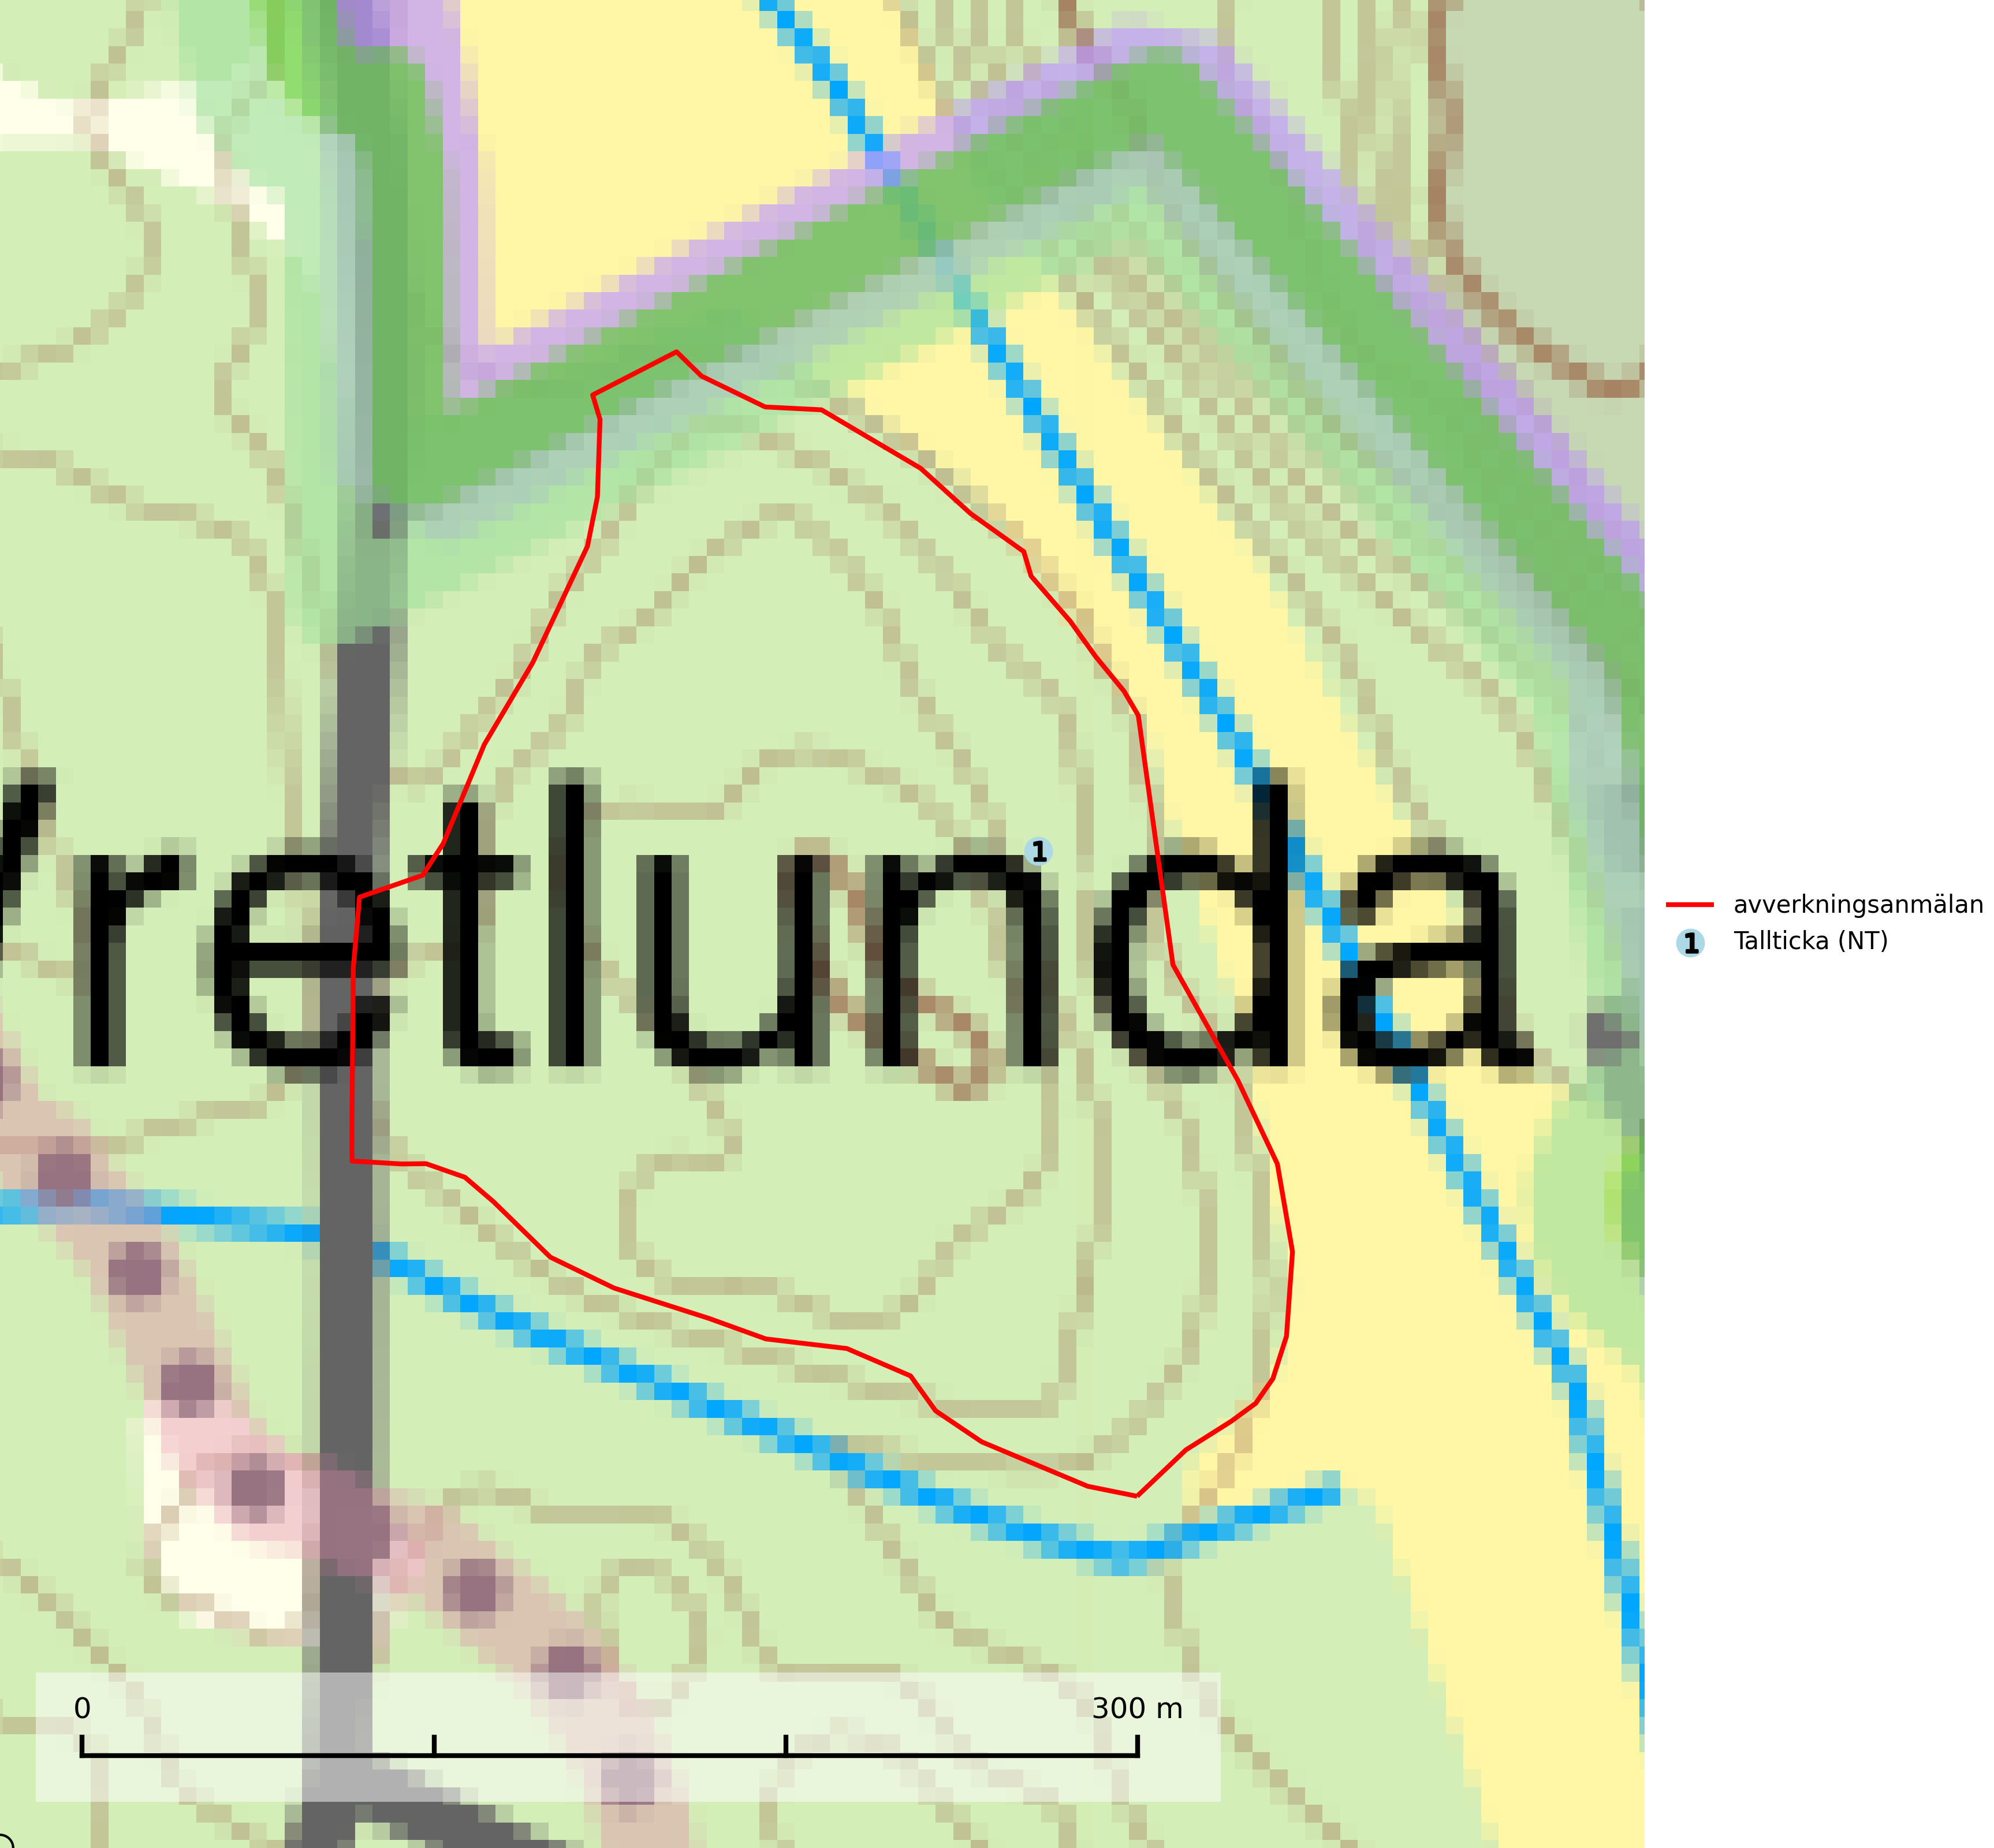 retlunda
1
avverkningsanmälan
1 Tallticka (NT)
0 300 m